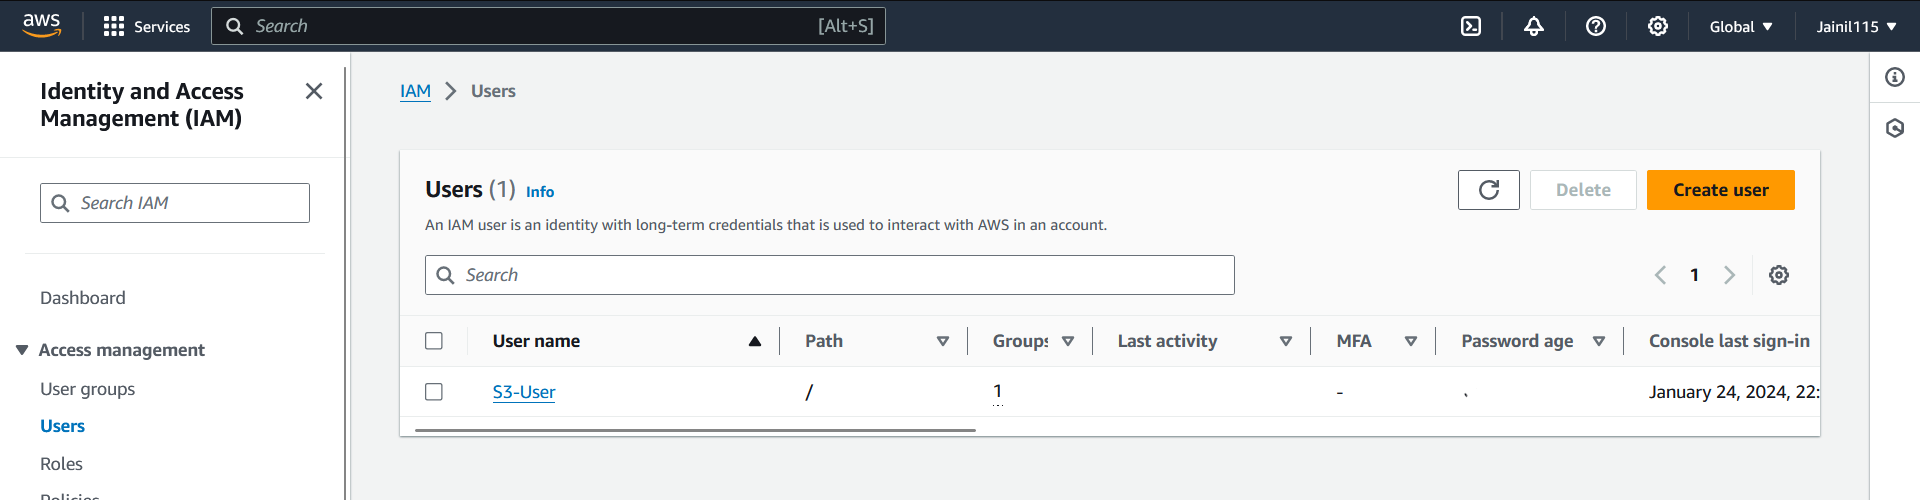 aws Services Search [Alt+S] Global Jainil115
Identity and Access
Management (IAM)
Search IAM
Dashboard
Access management
User groups
Users
Roles
Policies
IAM > Users
Users (1) Info
Delete Create user
An IAM user is an identity with long-term credentials that is used to interact with AWS in an account.
Search
1
User name Path Groups Last activity MFA Password age Console last sign-in
S3-User / 1 - January 24, 2024, 22: